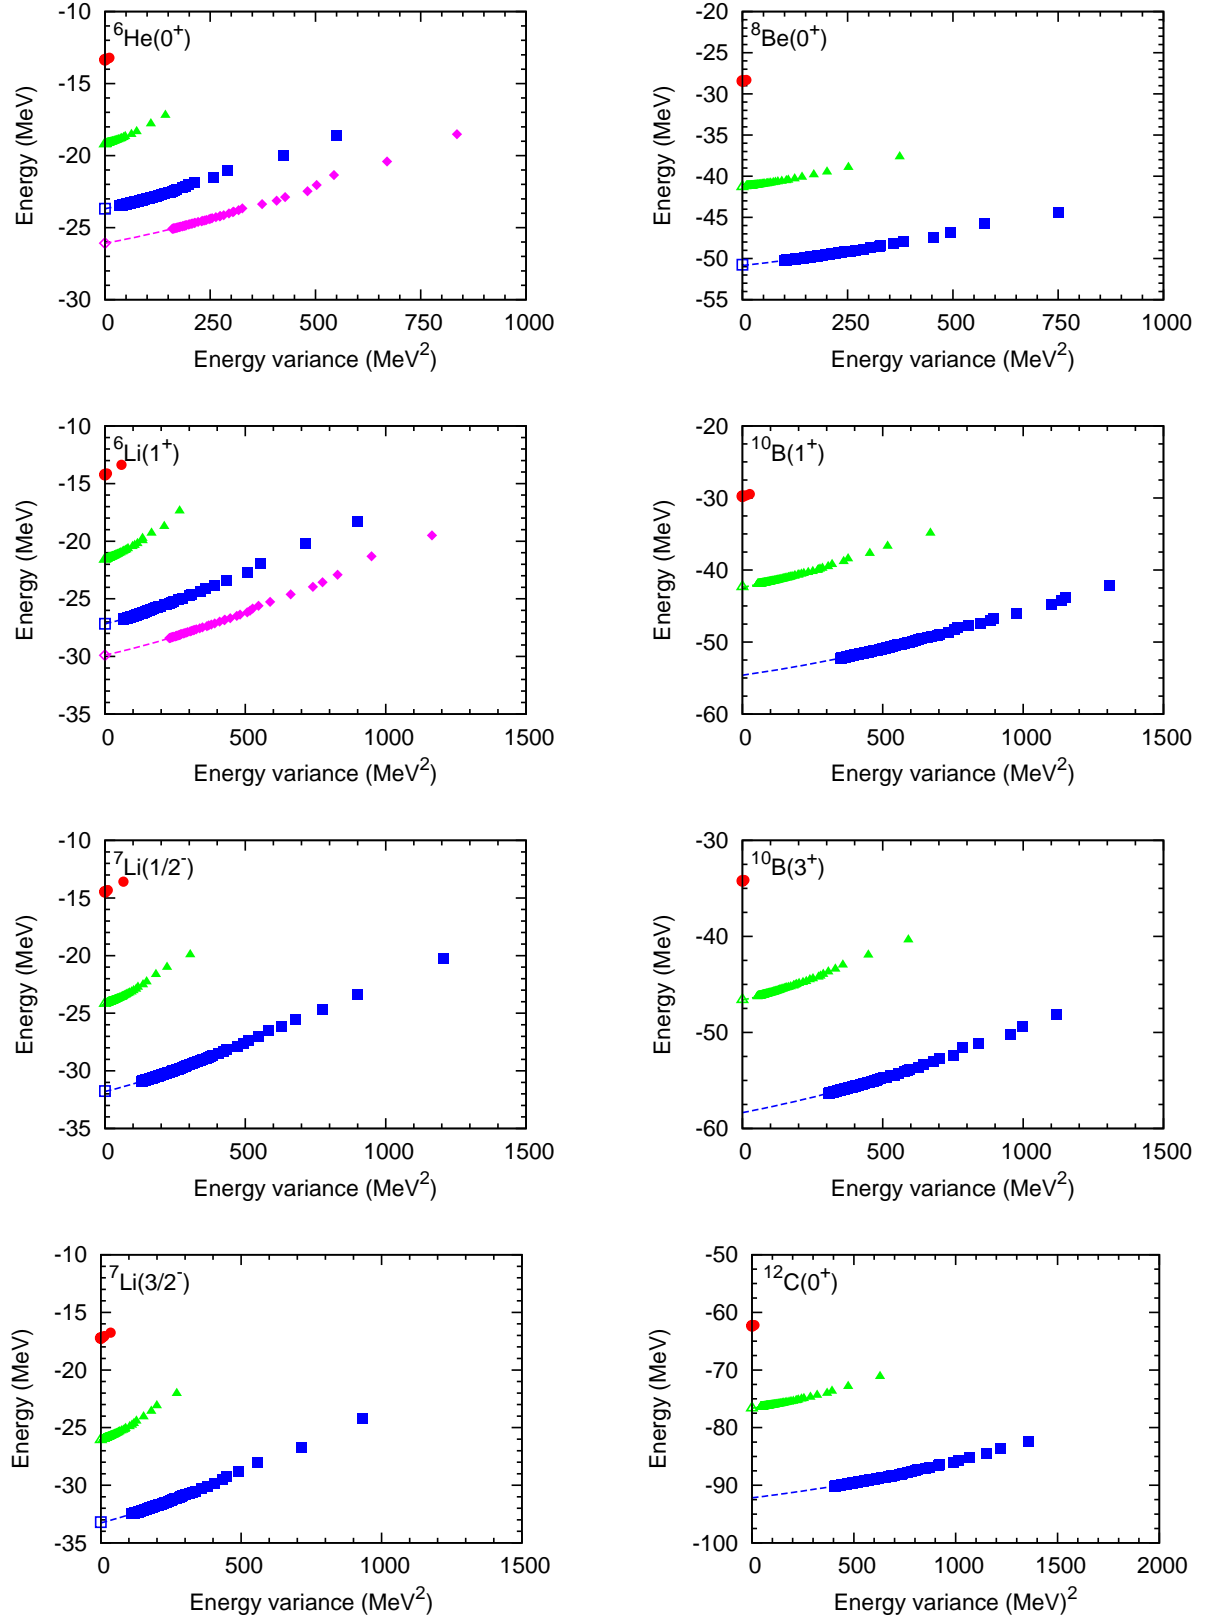 ⁶He(0⁺)
-10
-15
-20
-25
-30
Energy (MeV)
0 250 500 750 1000
Energy variance (MeV²)
⁸Be(0⁺)
-20
-25
-30
-35
-40
-45
-50
-55
Energy (MeV)
0 250 500 750 1000
Energy variance (MeV²)
⁶Li(1⁺)
-10
-15
-20
-25
-30
-35
Energy (MeV)
0 500 1000 1500
Energy variance (MeV²)
¹⁰B(1⁺)
-20
-30
-40
-50
-60
Energy (MeV)
0 500 1000 1500
Energy variance (MeV²)
⁷Li(1/2⁻)
-10
-15
-20
-25
-30
-35
Energy (MeV)
0 500 1000 1500
Energy variance (MeV²)
¹⁰B(3⁺)
-30
-40
-50
-60
Energy (MeV)
0 500 1000 1500
Energy variance (MeV²)
⁷Li(3/2⁻)
-10
-15
-20
-25
-33
-35
Energy (MeV)
0 500 1000 1500
Energy variance (MeV²)
¹²C(0⁺)
-50
-60
-70
-80
-90
-100
Energy (MeV)
0 500 1000 1500 2000
Energy variance (MeV)²